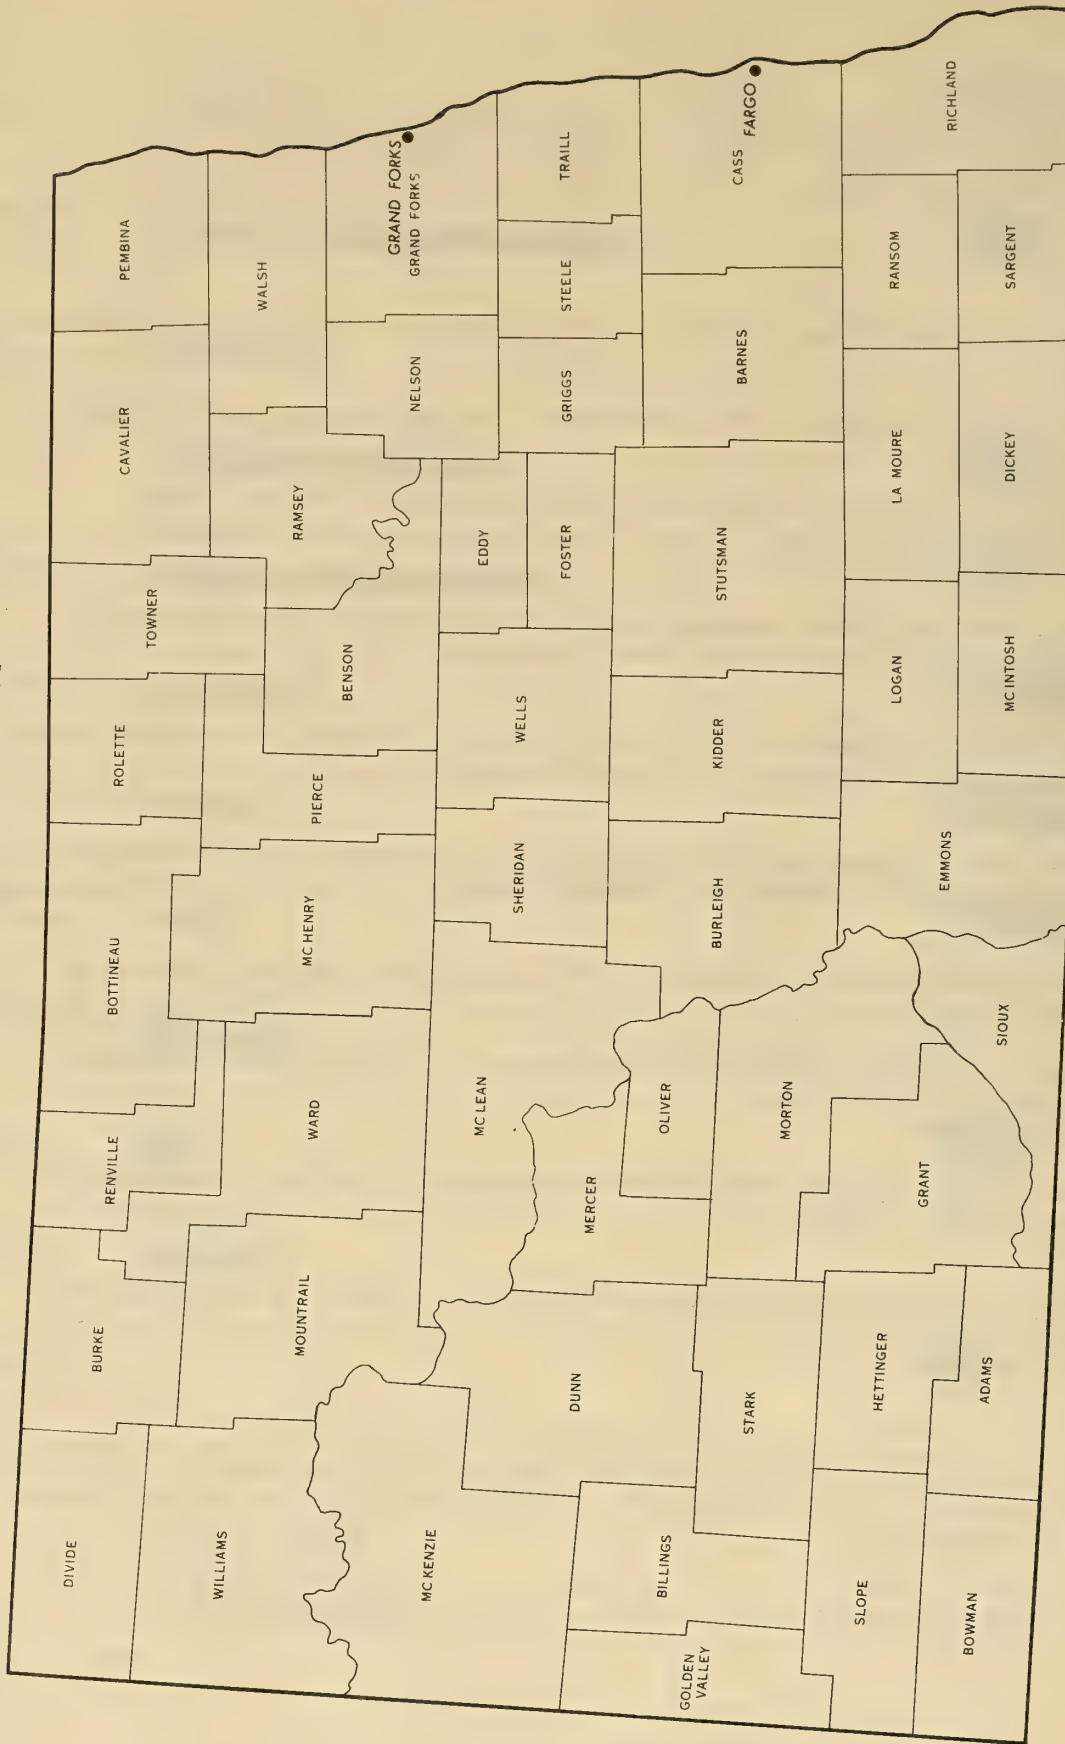 DIVIDE
BURKE
RENVILLE
BOTTINEAU
ROLETTE
TOWNER
CAVALIER
PEMBINA
WILLIAMS
MOUNTRAIL
WARD
MC HENRY
PIERCE
BENSON
RAMSEY
WALSH
MC KENZIE
MC LEAN
SHERIDAN
WELLS
EDDY
FOSTER
NELSON
GRAND FORKS
GRAND FORKS
GRIGGS
STEELE
TRAILL
DUNN
MERCER
OLIVER
GOLDEN
VALLEY
BILLINGS
STARK
MORTON
BURLEIGH
KIDDER
STUTSMAN
BARNES
CASS
FARGO
SLOPE
HETTINGER
GRANT
EMMONS
LOGAN
LA MOURE
RANSOM
RICHLAND
BOWMAN
ADAMS
SIOUX
MC INTOSH
DICKEY
SARGENT